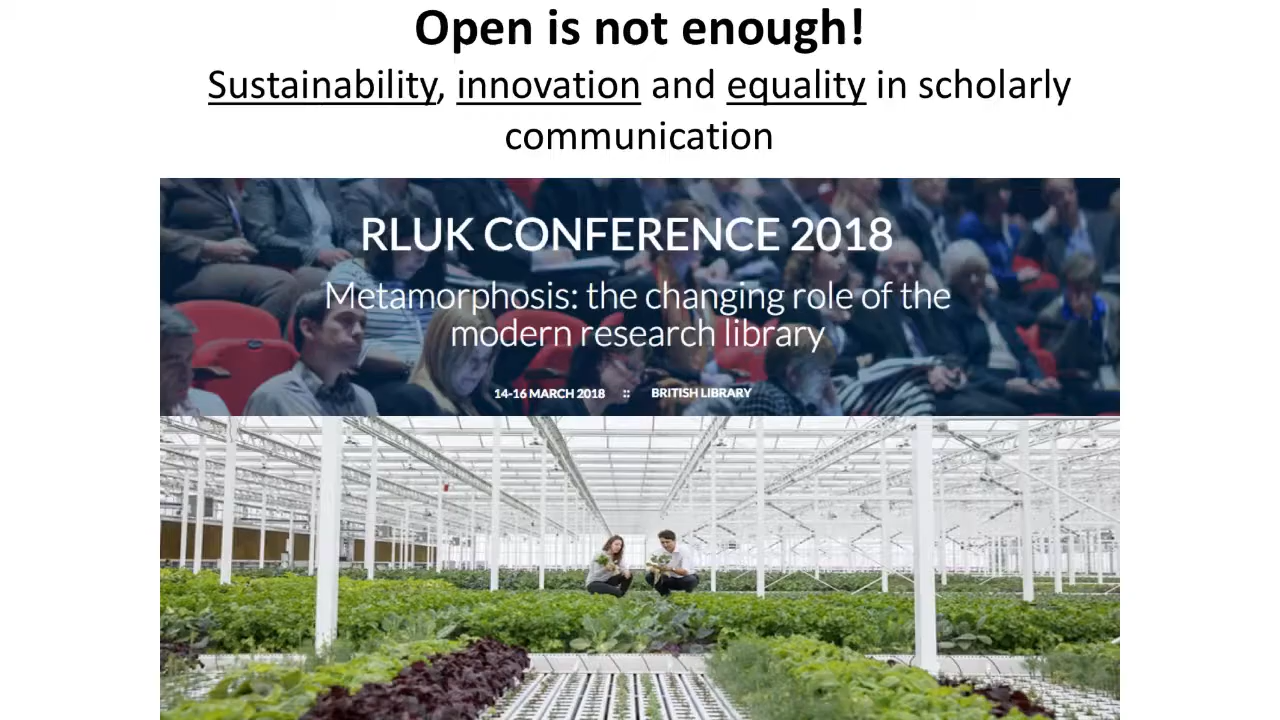 Open is not enough!
Sustainability, innovation and equality in scholarly
communication
RLUK CONFERENCE 2018
Metamorphosis: the changing role of the
modern research library
14-16 MARCH 2018 :: BRITISH LIBRARY